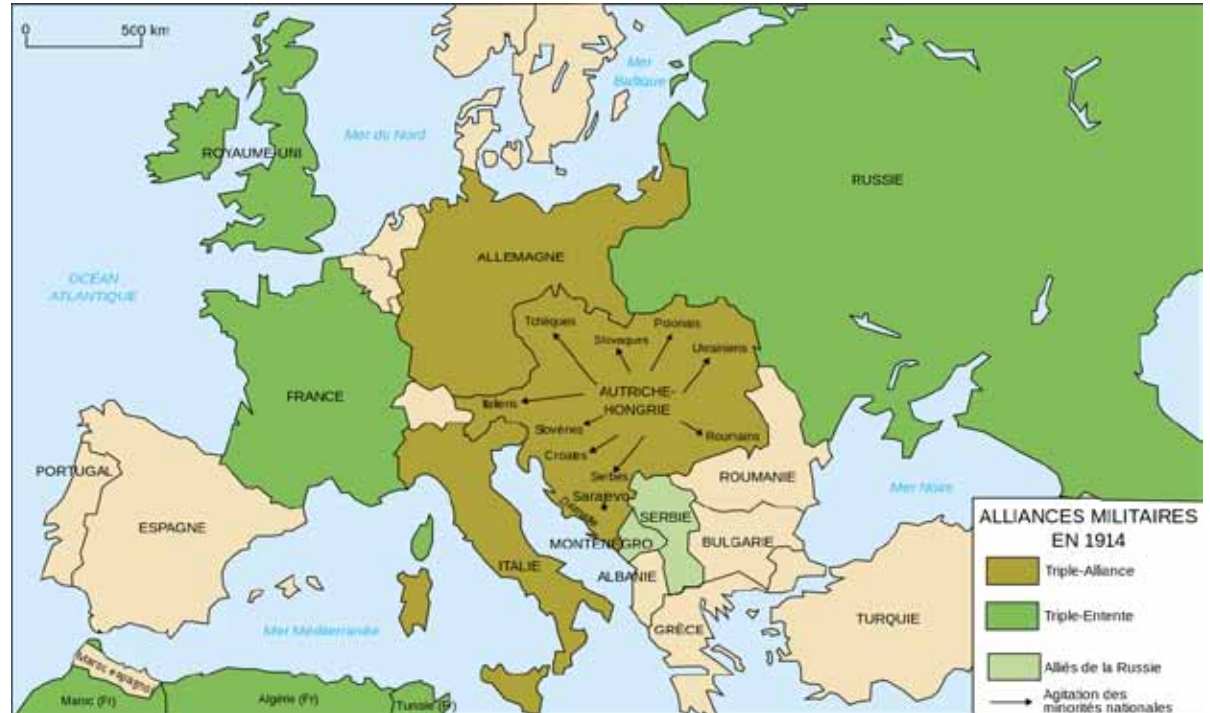 0 500 km
Mer
Baltique
Mer du Nord
ROYAUME-UNI
RUSSIE
OCÉAN
ATLANTIQUE
ALLEMAGNE
Tchèques
Polonais
Slovaques
Ukrainiens
FRANCE
AUTRICHE-
HONGRIE
Italiens
Slovènes
Roumains
Croates
Serbes
PORTUGAL
ESPAGNE
ROUMANIE
Mer Noire
Sarajevo
SERBIE
MONTÉNÉGRO
BULGARIE
ITALIE
ALBANIE
GRÈCE
TURQUIE
Mer Méditerranée
Maroc espagnol
Maroc (Fr)
Algérie (Fr)
Tunisie (Fr)
ALLIANCES MILITAIRES
EN 1914
Triple-Alliance
Triple-Entente
Alliés de la Russie
Agitation des
minorités nationales